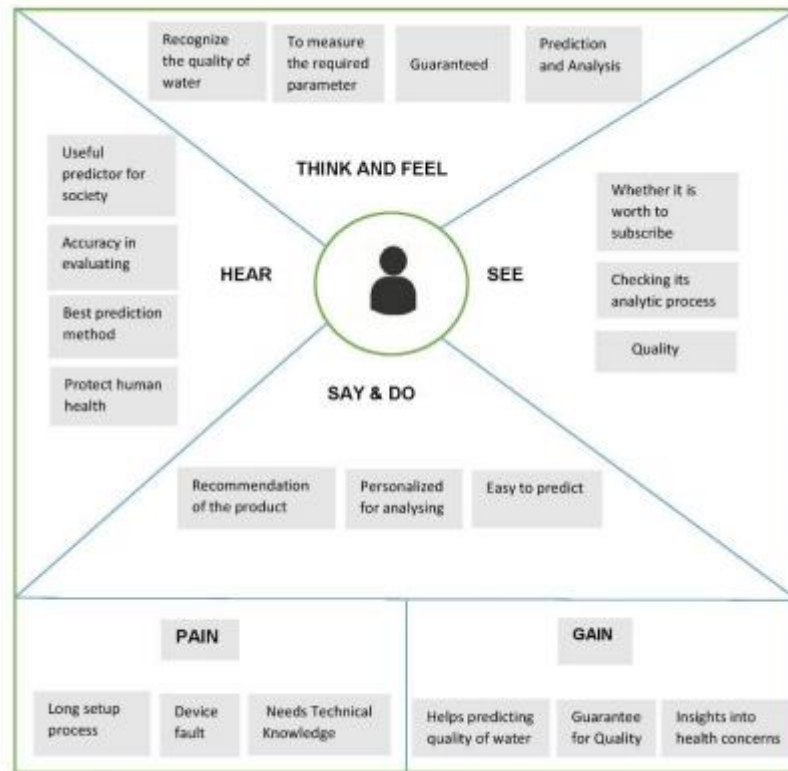 Recognize
the quality of
water
To measure
the required
parameter
Guaranteed
Prediction
and Analysis
THINK AND FEEL
Useful
predictor for
society
Accuracy in
evaluating
Best prediction
method
Protect human
health
HEAR
SEE
Whether it is
worth to
subscribe
Checking its
analytic process
Quality
SAY & DO
Recommendation
of the product
Personalized
for analysing
Easy to predict
PAIN
Long setup
process
Device
fault
Needs Technical
Knowledge
GAIN
Helps predicting
quality of water
Guarantee
for Quality
Insights into
health concerns